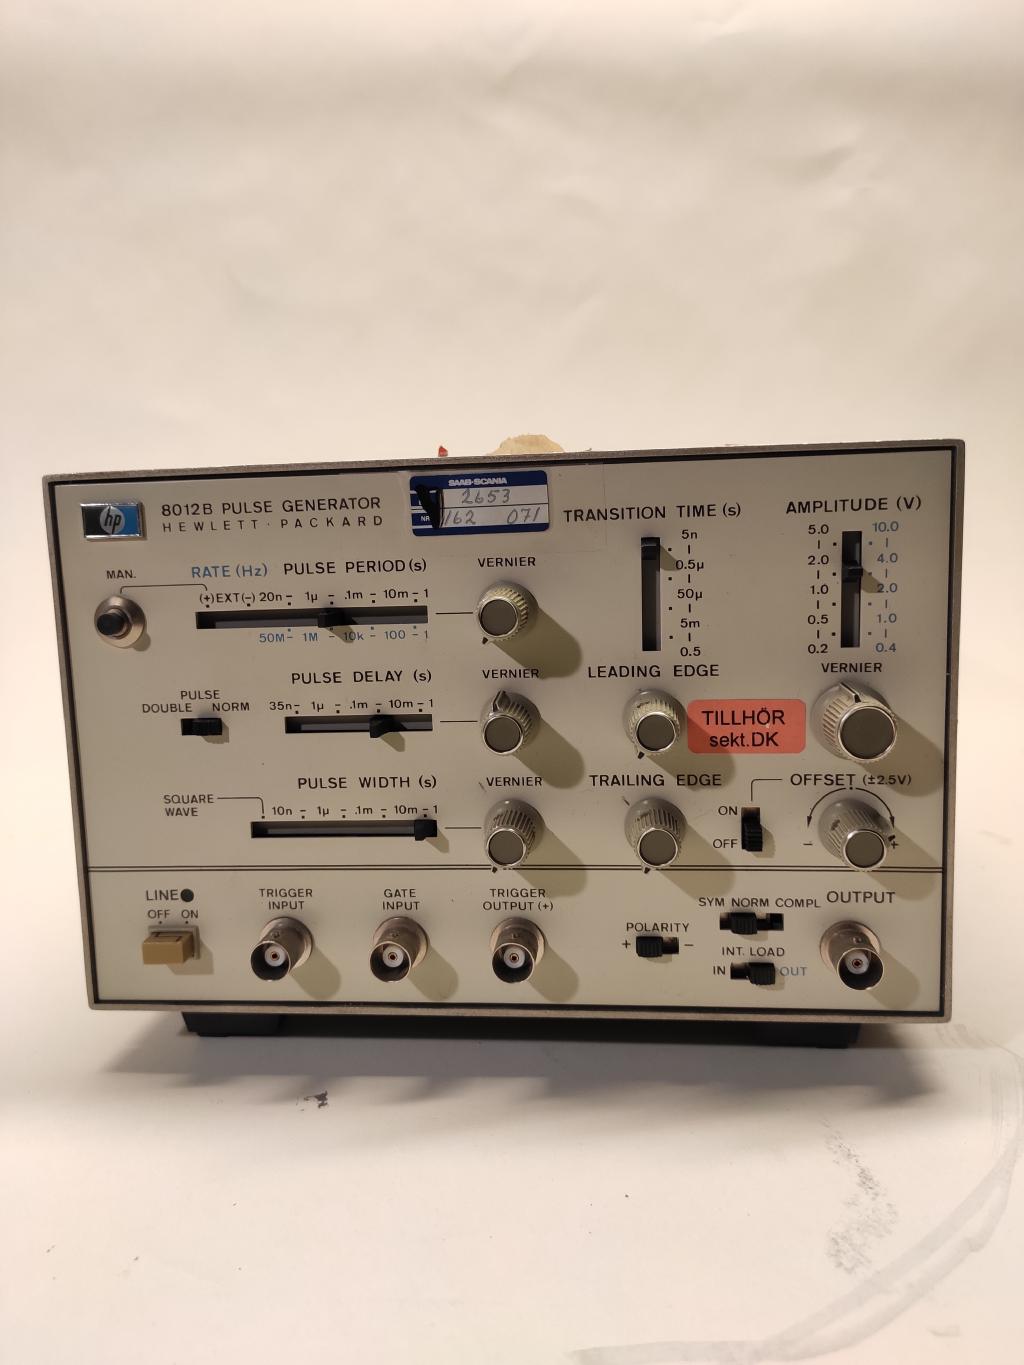 hp
8012B PULSE GENERATOR
HEWLETT · PACKARD
SAAB-SCANIA
2653
NR 162 071
TRANSITION TIME (s)
5n
0.5µ
50µ
5m
0.5
AMPLITUDE (V)
5.0 10.0
2.0 4.0
1.0 2.0
0.5 1.0
0.2 0.4
VERNIER
MAN.
RATE (Hz) PULSE PERIOD (s)
(+) EXT (-) 20n - 1µ - .1m - 10m - 1
50M - 1M - 10k - 100 - 1
VERNIER
PULSE DELAY (s)
35n - 1µ - .1m - 10m - 1
VERNIER
PULSE
DOUBLE NORM
LEADING EDGE
TILLHÖR
sekt.DK
PULSE WIDTH (s)
SQUARE
WAVE
10n - 1µ - .1m - 10m - 1
VERNIER
TRAILING EDGE
OFFSET (±2.5V)
ON
OFF
- +
LINE
OFF ON
TRIGGER
INPUT
GATE
INPUT
TRIGGER
OUTPUT (+)
POLARITY
+ -
SYM NORM COMPL
INT. LOAD
IN OUT
OUTPUT